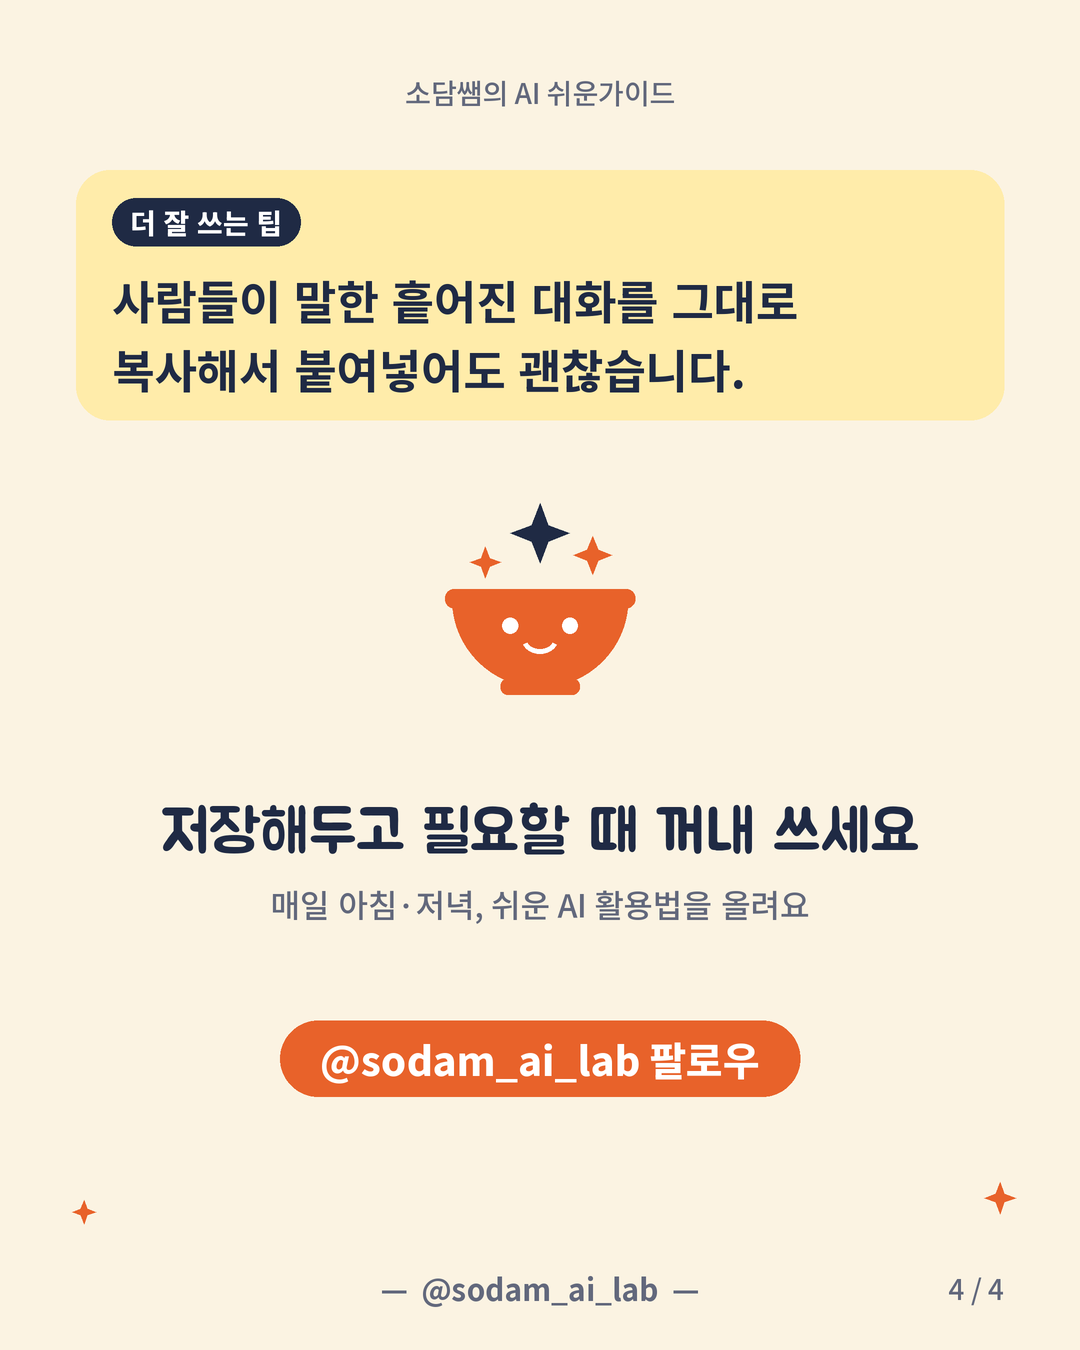 소담쌤의 AI 쉬운가이드
더 잘 쓰는 팁
사람들이 말한 흩어진 대화를 그대로
복사해서 붙여넣어도 괜찮습니다.
저장해두고 필요할 때 꺼내 쓰세요
매일 아침·저녁, 쉬운 AI 활용법을 올려요
@sodam_ai_lab 팔로우
— @sodam_ai_lab —
4 / 4